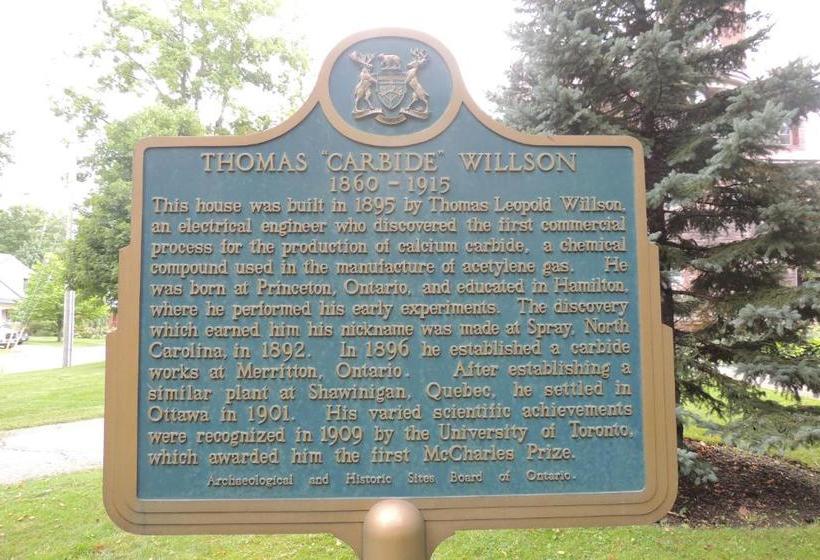 THOMAS "CARBIDE" WILLSON
1860 - 1915
This house was built in 1895 by Thomas Leopold Willson,
an electrical engineer who discovered the first commercial
process for the production of calcium carbide, a chemical
compound used in the manufacture of acetylene gas. He
was born at Princeton, Ontario, and educated in Hamilton,
where he performed his early experiments. The discovery
which earned him his nickname was made at Spray, North
Carolina, in 1892. In 1896 he established a carbide
works at Merritton, Ontario. After establishing a
similar plant at Shawinigan, Quebec, he settled in
Ottawa in 1901. His varied scientific achievements
were recognized in 1909 by the University of Toronto,
which awarded him the first McCharles Prize.
Archaeological and Historic Sites Board of Ontario.